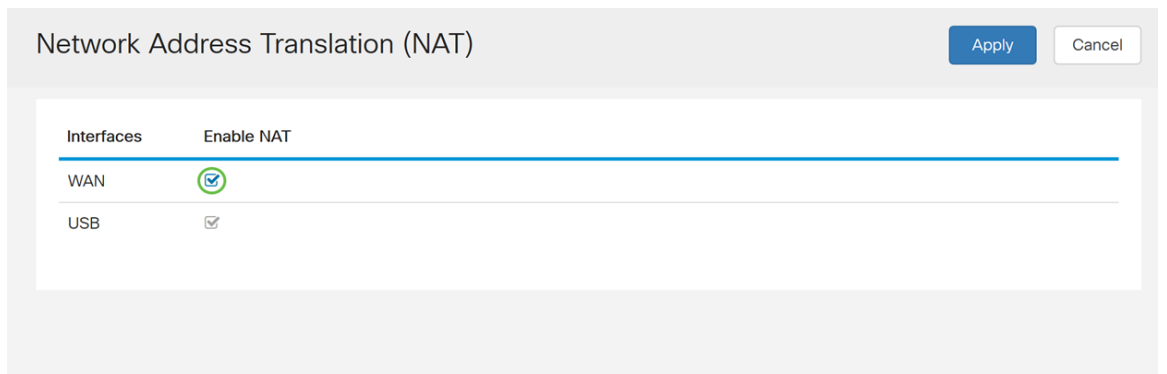 Network Address Translation (NAT)
Apply
Cancel
Interfaces Enable NAT
WAN
USB